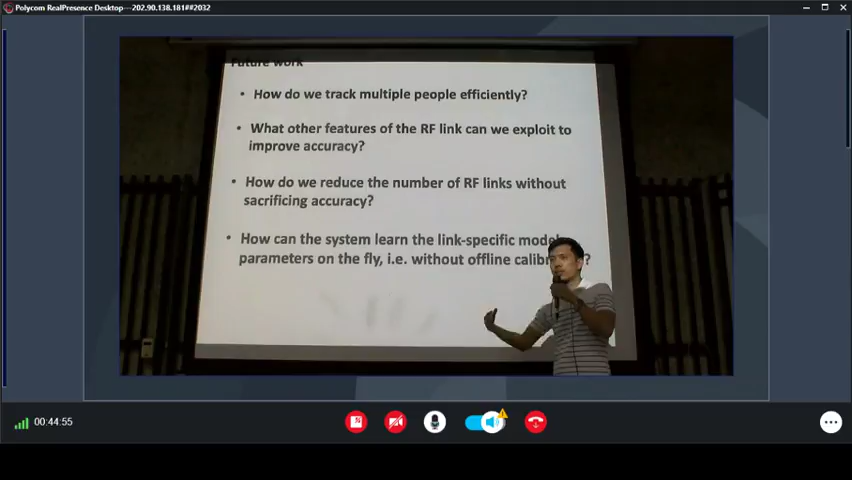 Polycom RealPresence Desktop---202.90.138.181##2032
Future work
• How do we track multiple people efficiently?
• What other features of the RF link can we exploit to
improve accuracy?
• How do we reduce the number of RF links without
sacrificing accuracy?
• How can the system learn the link-specific model
parameters on the fly, i.e. without offline ?
00:44:55